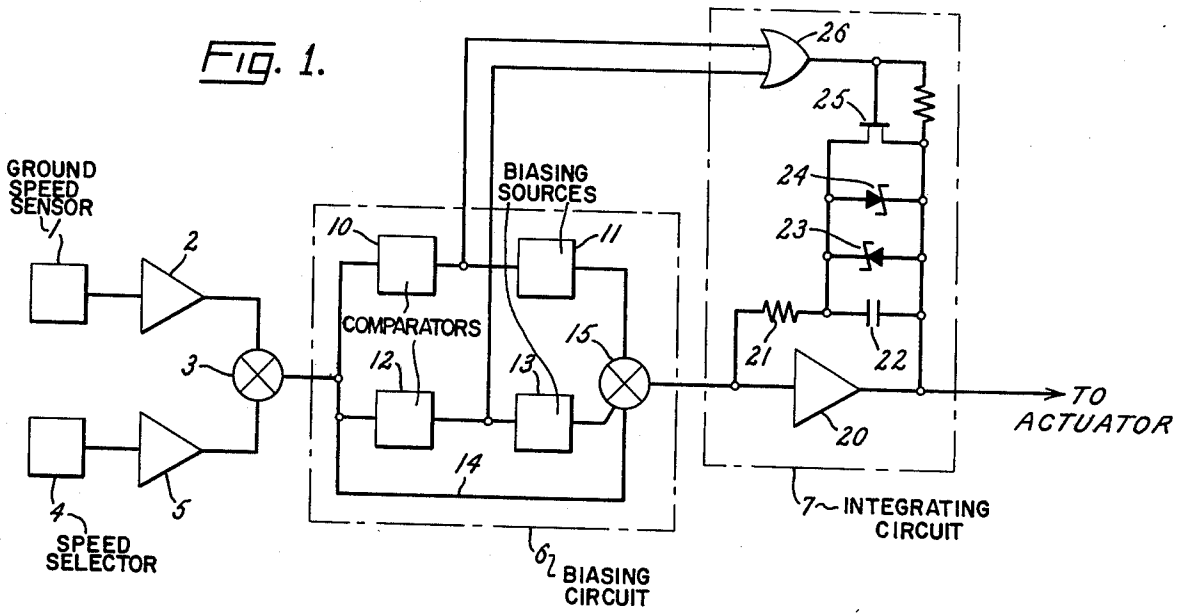 Fig. 1.
26
25
24
23
GROUND
SPEED
SENSOR
1
2
BIASING
SOURCES
10
11
COMPARATORS
3
12
13
15
21
22
20
TO
ACTUATOR
14
4
5
SPEED
SELECTOR
7 INTEGRATING
CIRCUIT
6 BIASING
CIRCUIT